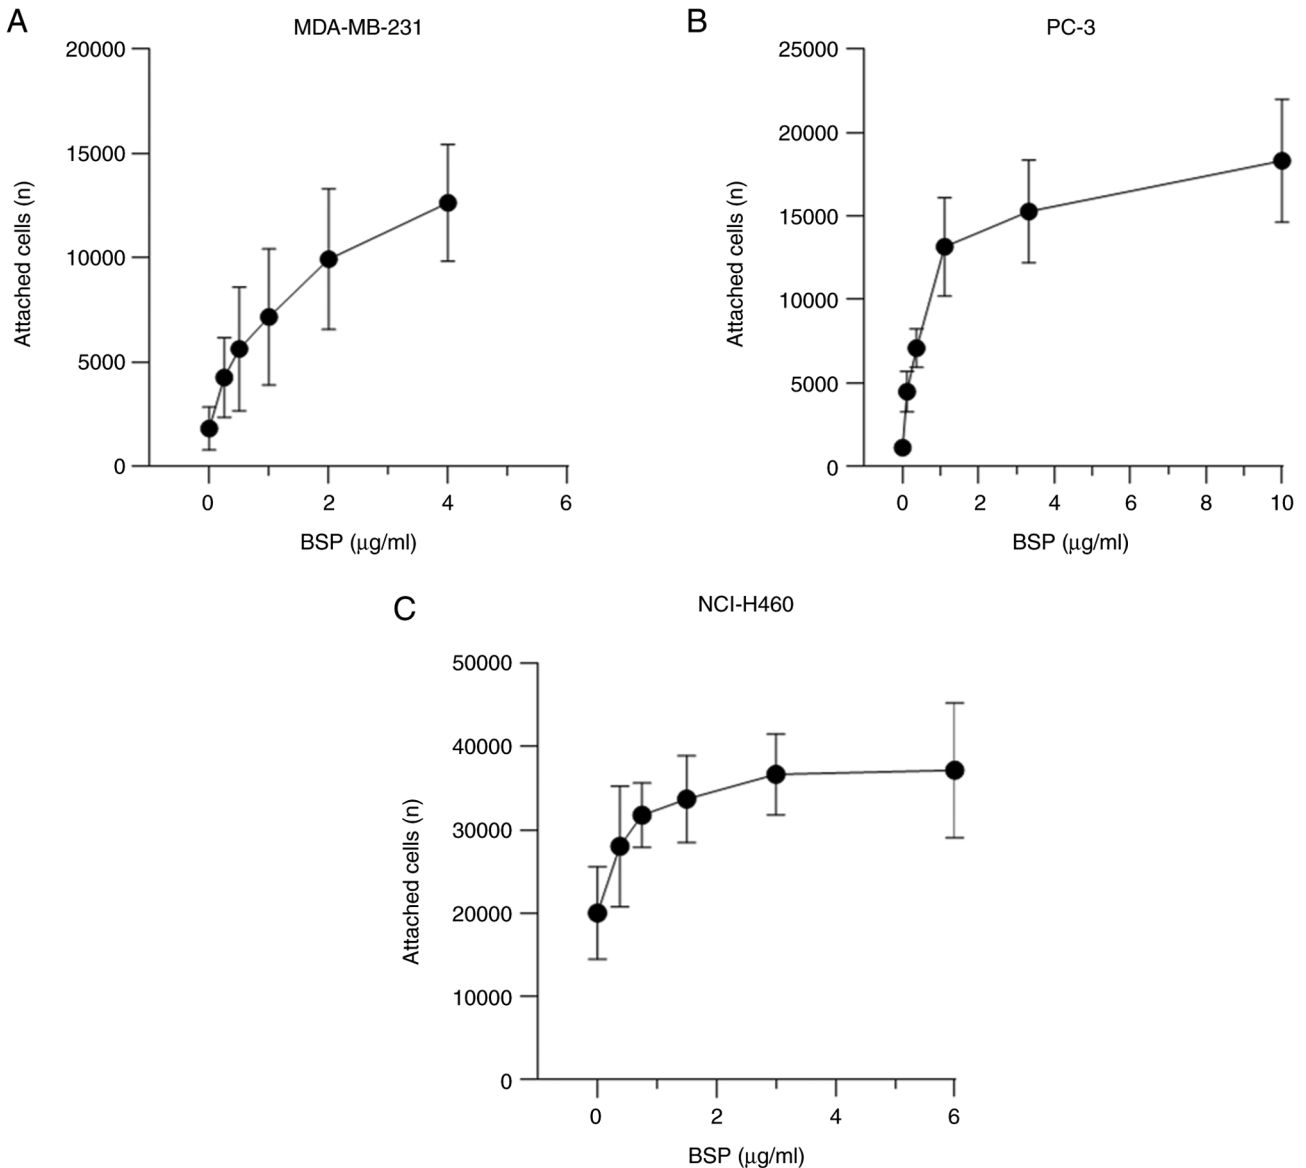 A
MDA-MB-231
20000
15000
10000
5000
0
Attached cells (n)
0 2 4 6
BSP (μg/ml)
B
PC-3
25000
20000
15000
10000
5000
0
Attached cells (n)
0 2 4 6 8 10
BSP (μg/ml)
C
NCI-H460
50000
40000
30000
20000
10000
0
Attached cells (n)
0 2 4 6
BSP (μg/ml)